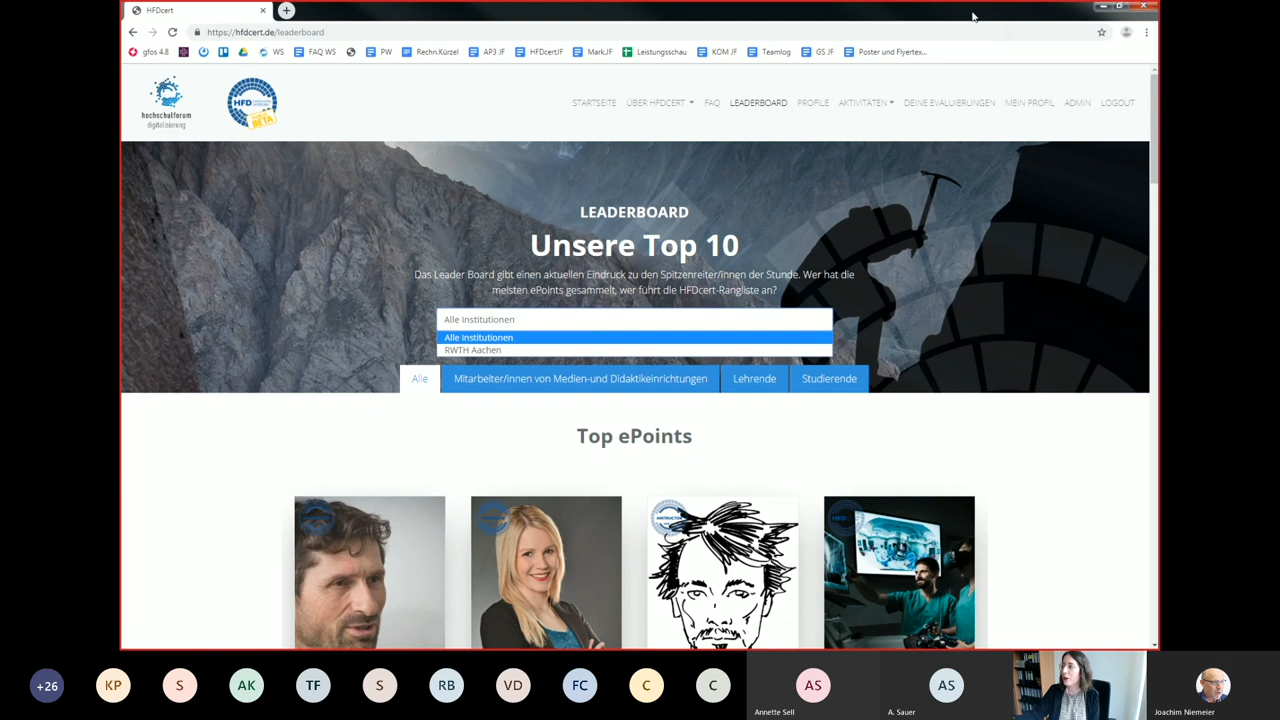 HFDcert
https://hfdcert.de/leaderboard
gfos 4.8
WS
FAQ WS
PW
Rechn.Kürzel
AP3 JF
HFDcertJF
Mark.JF
Leistungsschau
KOM JF
Teamlog
GS JF
Poster und Flyertex...
hochschulforum
digitalisierung
HFD
BETA
STARTSEITE
ÜBER HFDCERT
FAQ
LEADERBOARD
PROFILE
AKTIVITÄTEN
DEINE EVALUIERUNGEN
MEIN PROFIL
ADMIN
LOGOUT
LEADERBOARD
Unsere Top 10
Das Leader Board gibt einen aktuellen Eindruck zu den Spitzenreiter/innen der Stunde. Wer hat die
meisten ePoints gesammelt, wer führt die HFDcert-Rangliste an?
Alle Institutionen
Alle Institutionen
RWTH Aachen
Alle
Mitarbeiter/innen von Medien-und Didaktikeinrichtungen
Lehrende
Studierende
Top ePoints
INSTRUCTOR
HFD
+26
KP
S
AK
TF
S
RB
VD
FC
C
C
AS
Annette Sell
AS
A. Sauer
Joachim Niemeier